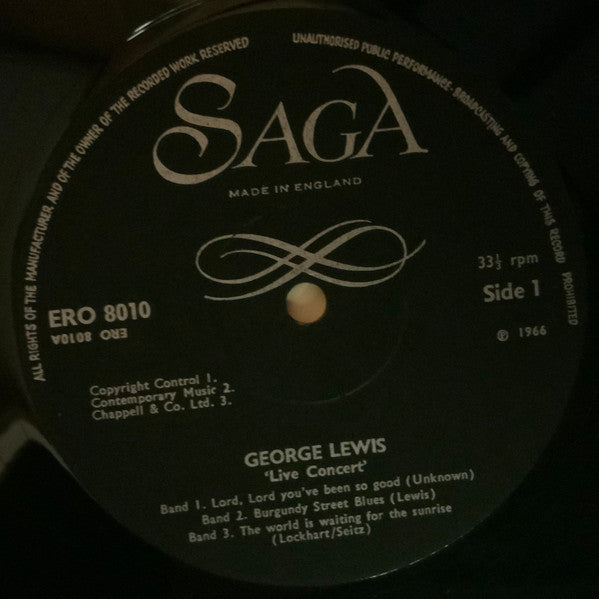 ALL RIGHTS OF THE MANUFACTURER AND OF THE OWNER OF THE RECORDED WORK RESERVED
UNAUTHORISED PUBLIC PERFORMANCE, BROADCASTING AND COPYING OF THIS RECORD PROHIBITED
SAGA
MADE IN ENGLAND
33⅓ rpm
Side 1
ERO 8010
ERO 8010A
℗ 1966
Copyright Control 1.
Contemporary Music 2.
Chappell & Co. Ltd. 3.
GEORGE LEWIS
'Live Concert'
Band 1. Lord, Lord you've been so good (Unknown)
Band 2. Burgundy Street Blues (Lewis)
Band 3. The world is waiting for the sunrise
(Lockhart/Seitz)